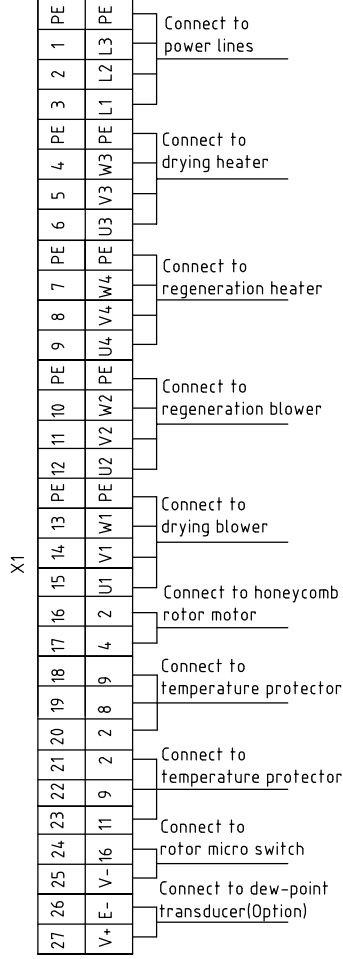 X1
PE PE
1 L3
2 L2
3 L1
Connect to
power lines
PE PE
4 W3
5 V3
6 U3
Connect to
drying heater
PE PE
7 W4
8 V4
9 U4
Connect to
regeneration heater
PE PE
10 W2
11 V2
12 U2
Connect to
regeneration blower
PE PE
13 W1
14 V1
15 U1
Connect to
drying blower
16 2
17 4
Connect to honeycomb
rotor motor
18 9
19 8
20 2
Connect to
temperature protector
21 2
22 9
23 11
Connect to
temperature protector
24 16
25 V-
Connect to
rotor micro switch
26 E-
27 V+
Connect to dew-point
transducer(Option)